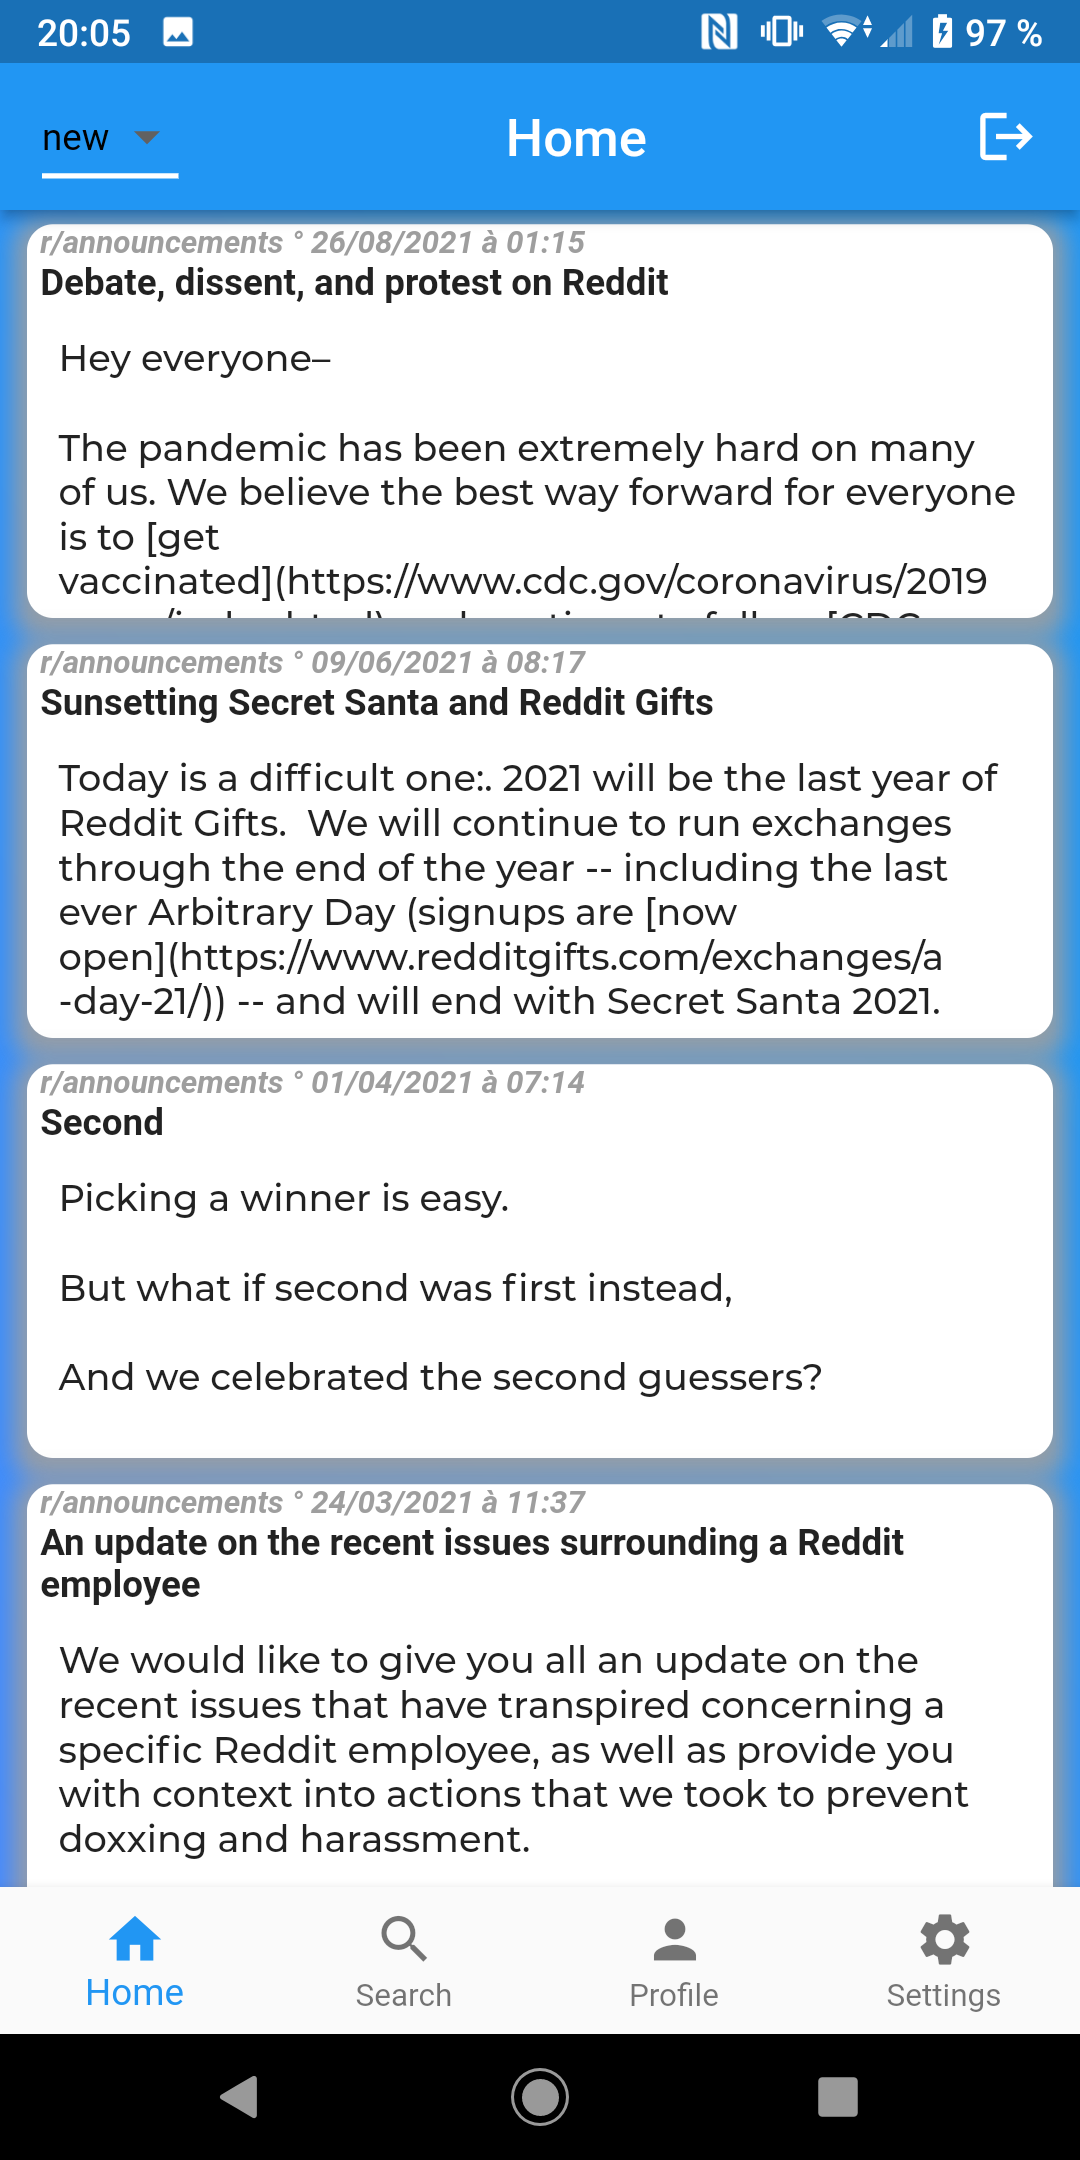 20:05
97 %
new
Home
r/announcements ° 26/08/2021 à 01:15
Debate, dissent, and protest on Reddit
Hey everyone–
The pandemic has been extremely hard on many
of us. We believe the best way forward for everyone
is to [get
vaccinated](https://www.cdc.gov/coronavirus/2019
r/announcements ° 09/06/2021 à 08:17
Sunsetting Secret Santa and Reddit Gifts
Today is a difficult one:. 2021 will be the last year of
Reddit Gifts.  We will continue to run exchanges
through the end of the year -- including the last
ever Arbitrary Day (signups are [now
open](https://www.redditgifts.com/exchanges/a
-day-21/)) -- and will end with Secret Santa 2021.
r/announcements ° 01/04/2021 à 07:14
Second
Picking a winner is easy.
But what if second was first instead,
And we celebrated the second guessers?
r/announcements ° 24/03/2021 à 11:37
An update on the recent issues surrounding a Reddit
employee
We would like to give you all an update on the
recent issues that have transpired concerning a
specific Reddit employee, as well as provide you
with context into actions that we took to prevent
doxxing and harassment.
Home
Search
Profile
Settings